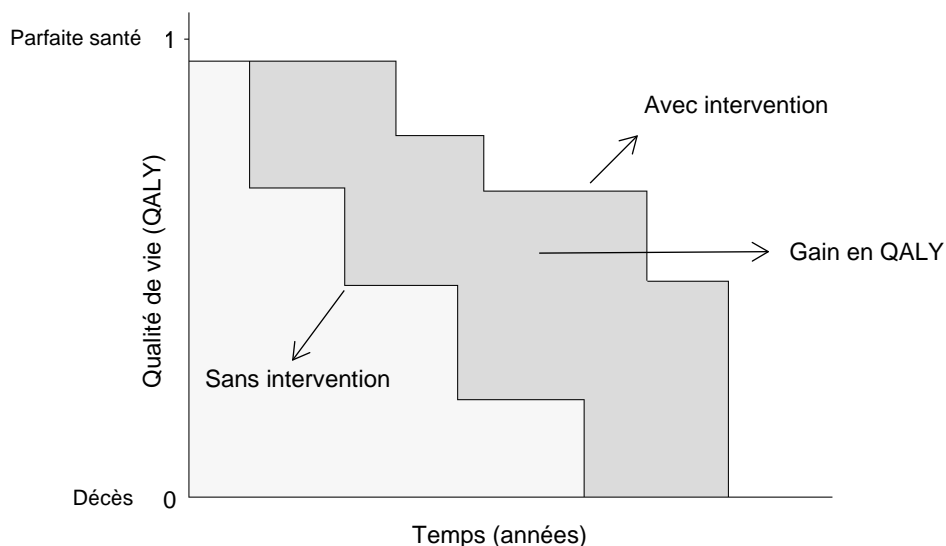 Parfaite santé 1
Avec intervention
Qualité de vie (QALY)
Gain en QALY
Sans intervention
Décès 0
Temps (années)